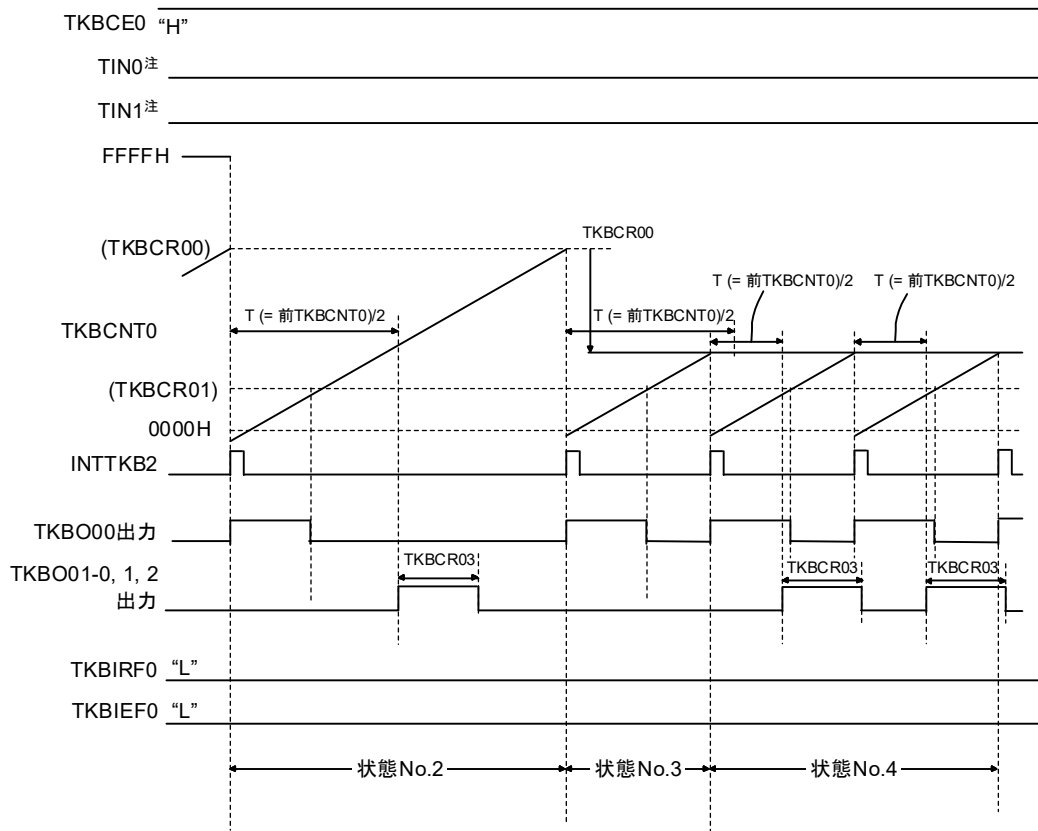 TKBCE0 “H”
TIN0注
TIN1注
FFFFH
(TKBCR00)
TKBCR00
T (= 前TKBCNT0)/2 T (= 前TKBCNT0)/2
T (= 前TKBCNT0)/2 T (= 前TKBCNT0)/2
TKBCNT0
(TKBCR01)
0000H
INTTKB2
TKBO00出力
TKBO01-0, 1, 2
出力
TKBCR03 TKBCR03 TKBCR03
TKBIRF0 “L”
TKBIEF0 “L”
状態No.2 状態No.3 状態No.4